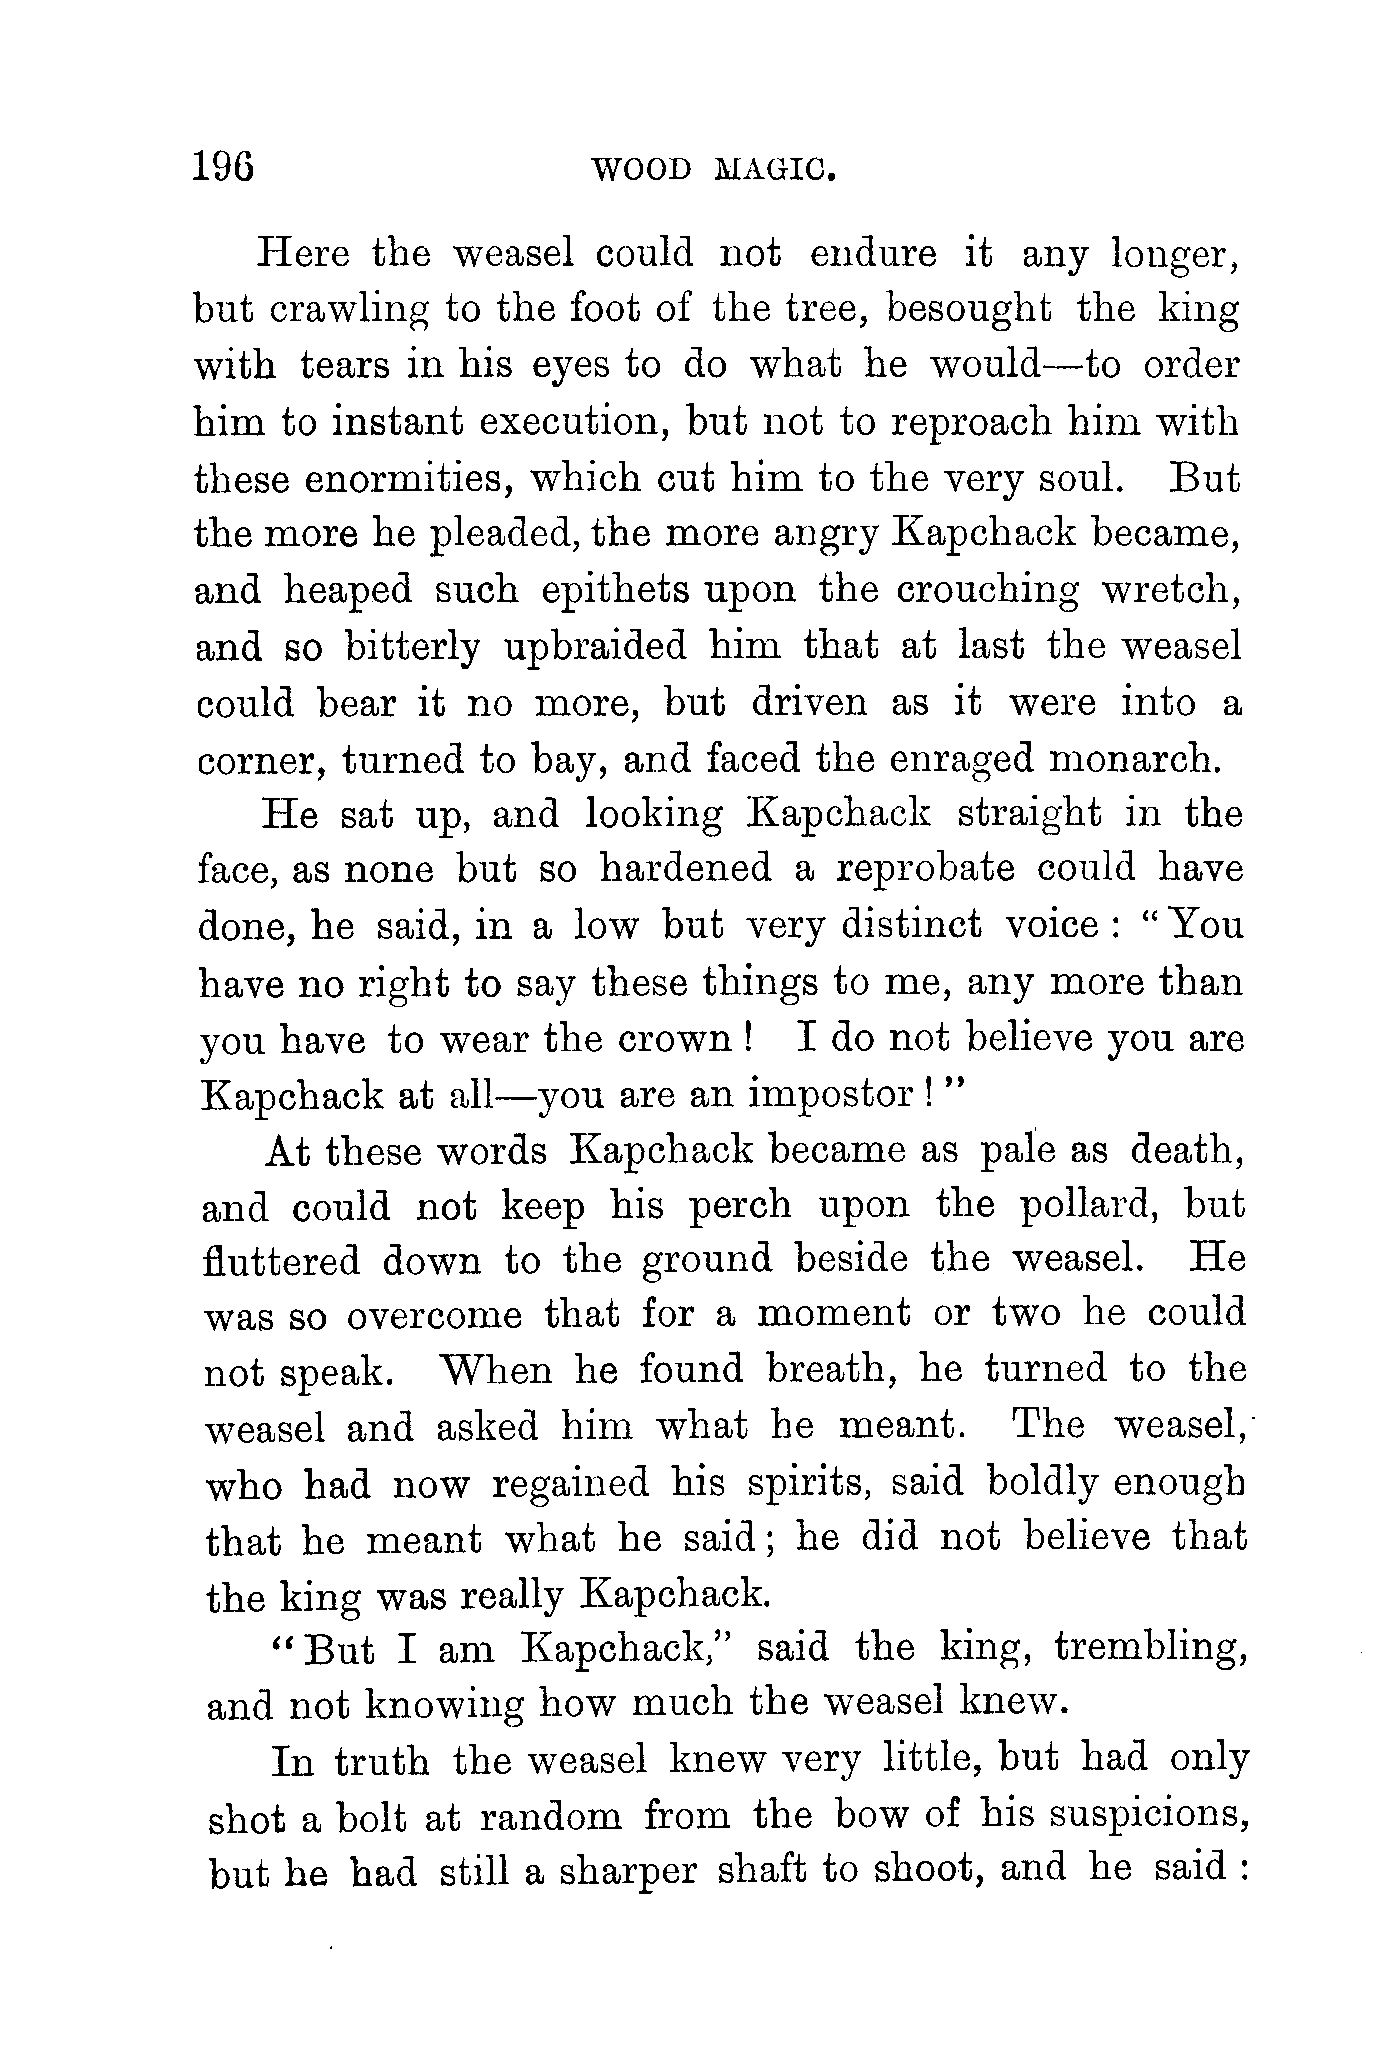 196 WOOD MAGIC.
Here the weasel could not endure it any longer,
but crawling to the foot of the tree, besought the king
with tears in his eyes to do what he would—to order
him to instant execution, but not to reproach him with
these enormities, which cut him to the very soul. But
the more he pleaded, the more angry Kapchack became,
and heaped such epithets upon the crouching wretch,
and so bitterly upbraided him that at last the weasel
could bear it no more, but driven as it were into a
corner, turned to bay, and faced the enraged monarch.
He sat up, and looking Kapchack straight in the
face, as none but so hardened a reprobate could have
done, he said, in a low but very distinct voice : “ You
have no right to say these things to me, any more than
you have to wear the crown ! I do not believe you are
Kapchack at all—you are an impostor ! ”
At these words Kapchack became as pale as death,
and could not keep his perch upon the pollard, but
fluttered down to the ground beside the weasel. He
was so overcome that for a moment or two he could
not speak. When he found breath, he turned to the
weasel and asked him what he meant. The weasel,
who had now regained his spirits, said boldly enough
that he meant what he said ; he did not believe that
the king was really Kapchack.
“ But I am Kapchack,” said the king, trembling,
and not knowing how much the weasel knew.
In truth the weasel knew very little, but had only
shot a bolt at random from the bow of his suspicions,
but he had still a sharper shaft to shoot, and he said :